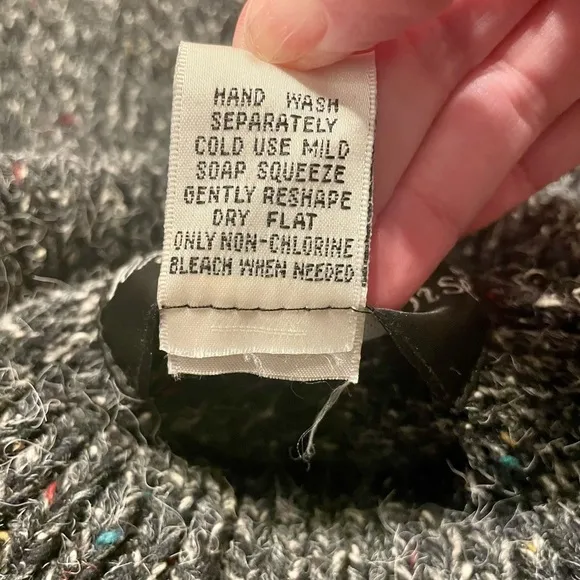 HAND WASH
SEPARATELY
COLD USE MILD
SOAP SQUEEZE
GENTLY RESHAPE
DRY FLAT
ONLY NON-CHLORINE
BLEACH WHEN NEEDED